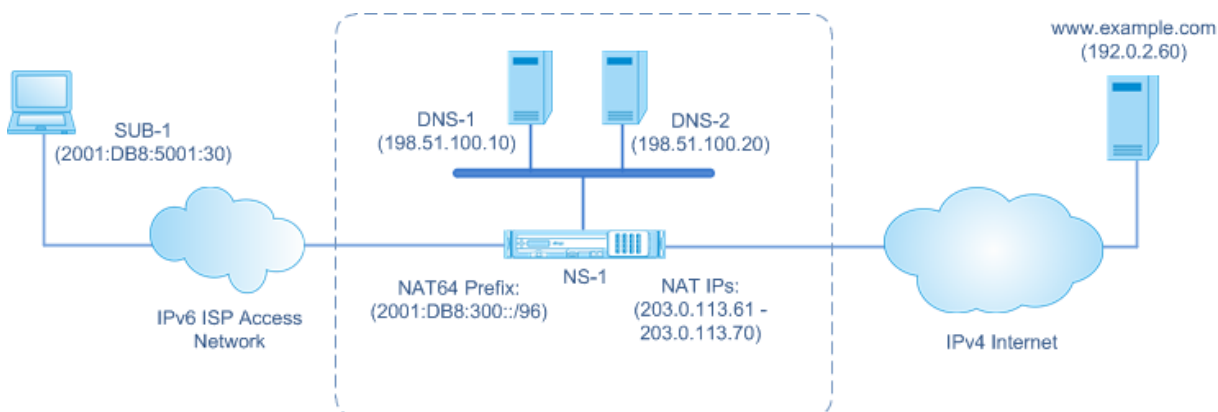 www.example.com
(192.0.2.60)
SUB-1
(2001:DB8:5001:30)
DNS-1
(198.51.100.10)
DNS-2
(198.51.100.20)
NS-1
NAT64 Prefix:
(2001:DB8:300::/96)
NAT IPs:
(203.0.113.61 -
203.0.113.70)
IPv6 ISP Access
Network
IPv4 Internet